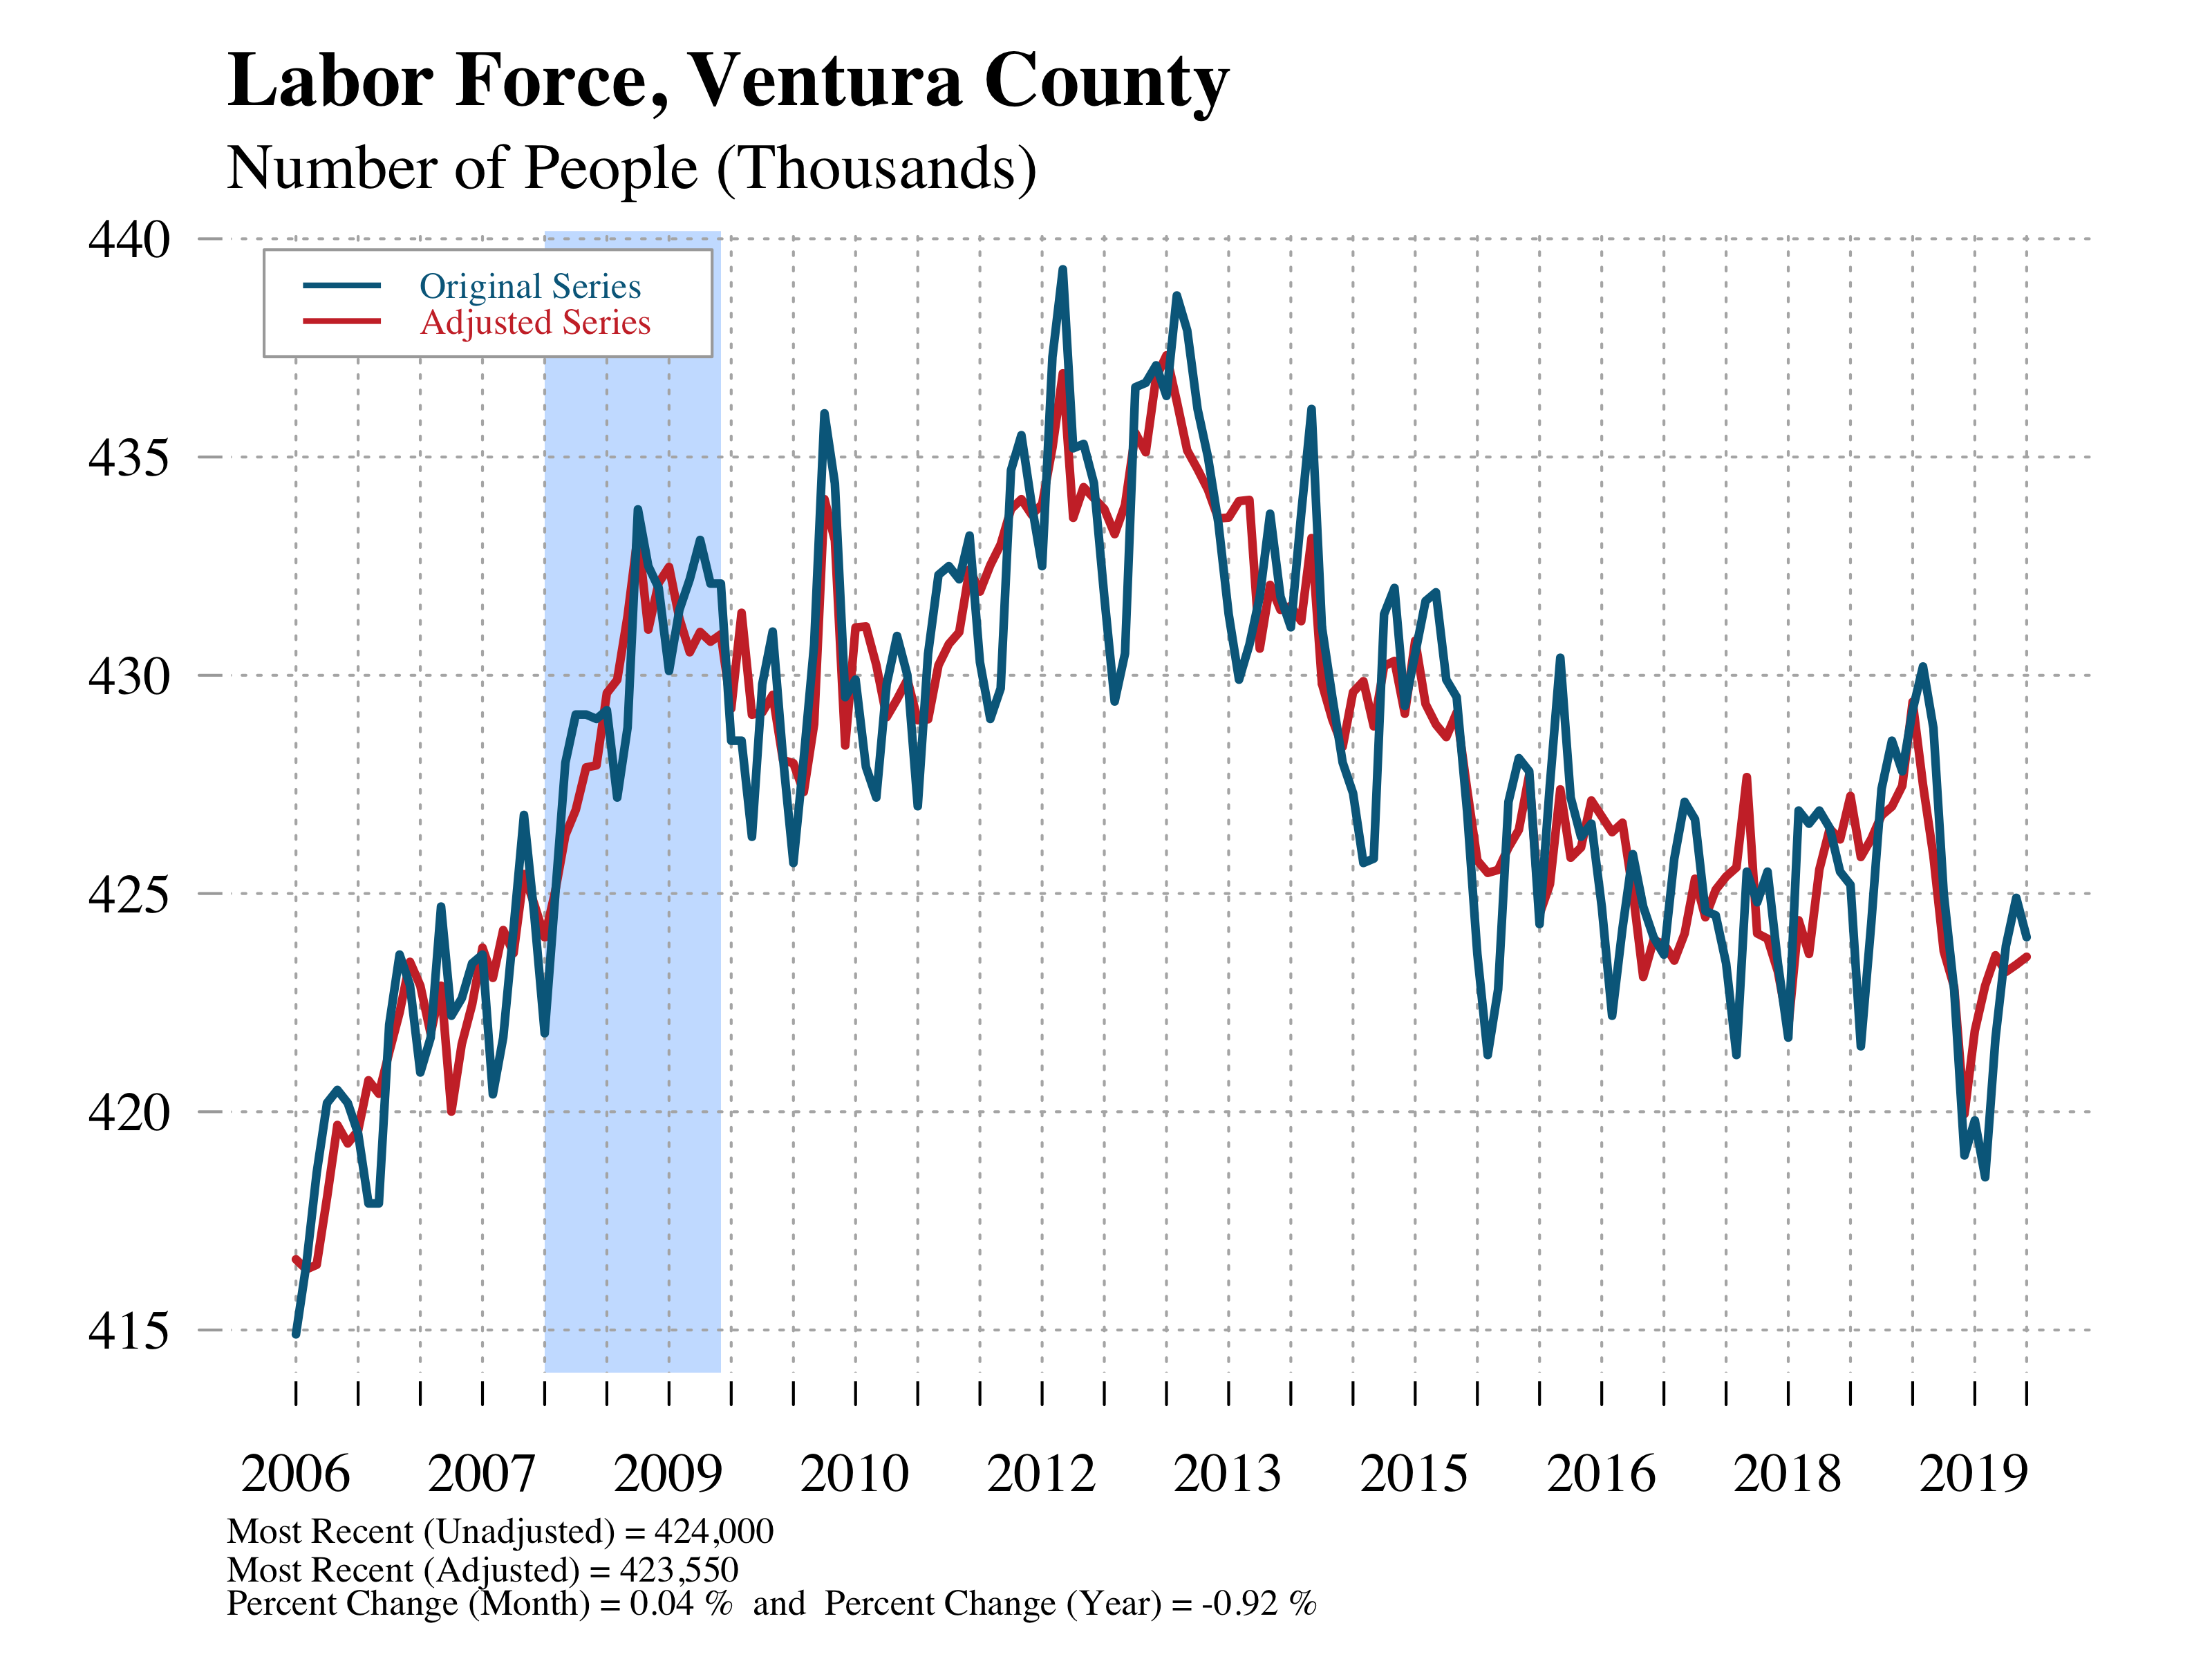 Labor Force, Ventura County
Number of People (Thousands)
440
435
430
425
420
415
Original Series
Adjusted Series
2006 2007 2009 2010 2012 2013 2015 2016 2018 2019
Most Recent (Unadjusted) = 424,000
Most Recent (Adjusted) = 423,550
Percent Change (Month) = 0.04 % and Percent Change (Year) = -0.92 %